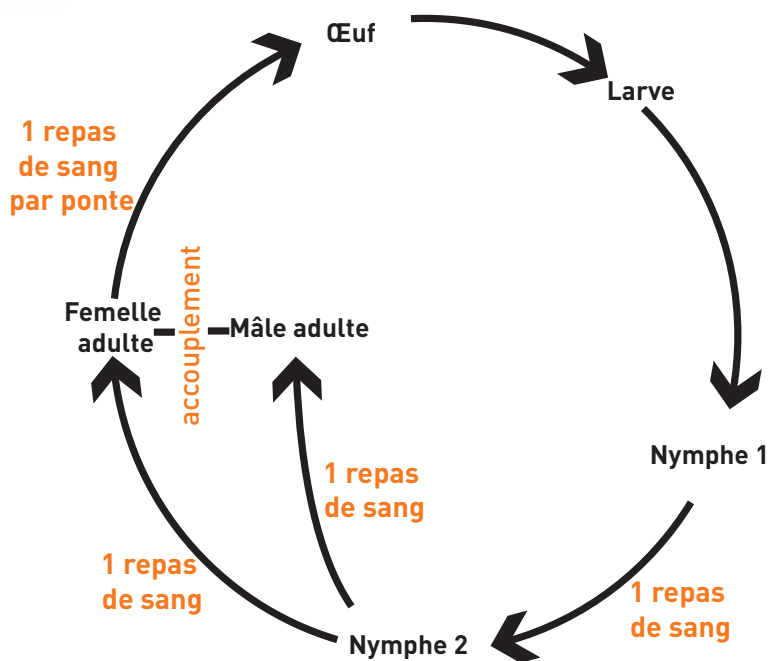 Œuf
Larve
1 repas
de sang
par ponte
Femelle
adulte
accouplement
Mâle adulte
Nymphe 1
1 repas
de sang
1 repas
de sang
1 repas
de sang
Nymphe 2